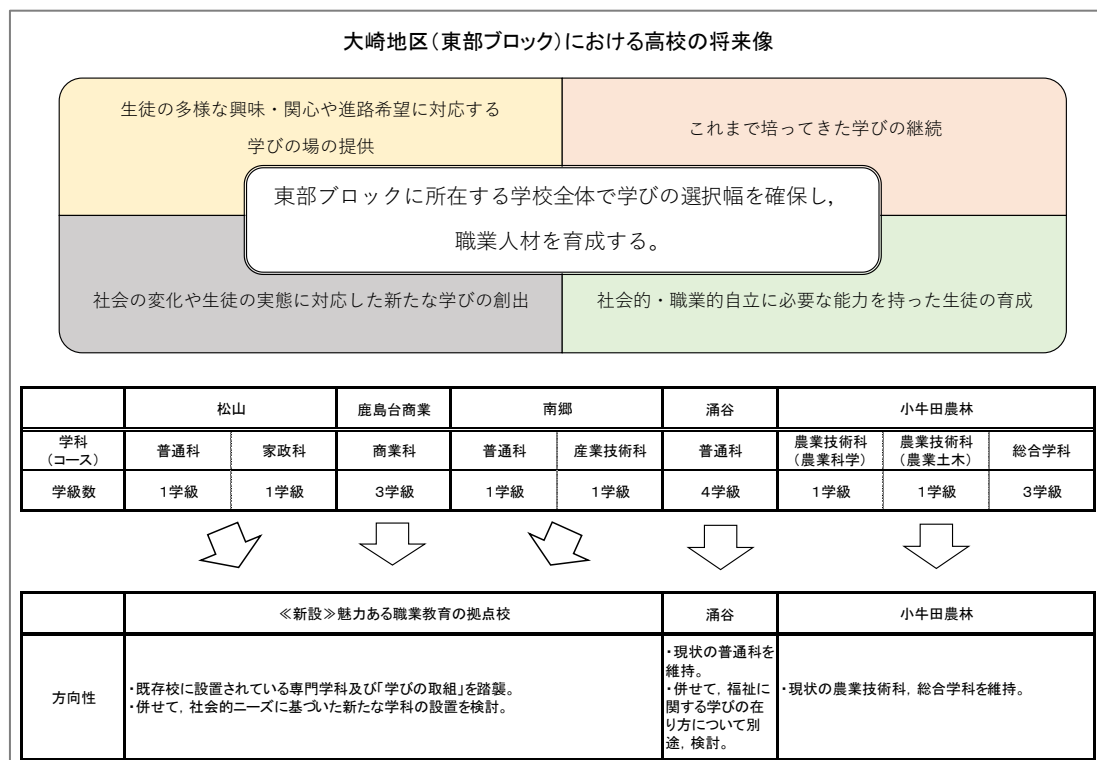 大崎地区（東部ブロック）における高校の将来像
生徒の多様な興味・関心や進路希望に対応する
学びの場の提供
これまで培ってきた学びの継続
東部ブロックに所在する学校全体で学びの選択幅を確保し，
職業人材を育成する。
社会の変化や生徒の実態に対応した新たな学びの創出
社会的・職業的自立に必要な能力を持った生徒の育成
松山 鹿島台商業 南郷 涌谷 小牛田農林
学科
（コース）
普通科 家政科 商業科 普通科 産業技術科 普通科
農業技術科
（農業科学）
農業技術科
（農業土木）
総合学科
学級数 1学級 1学級 3学級 1学級 1学級 4学級 1学級 1学級 3学級
≪新設≫魅力ある職業教育の拠点校 涌谷 小牛田農林
方向性
・既存校に設置されている専門学科及び「学びの取組」を踏襲。
・併せて，社会的ニーズに基づいた新たな学科の設置を検討。
・現状の普通科を
維持。
・併せて，福祉に
関する学びの在
り方について別
途，検討。
・現状の農業技術科，総合学科を維持。